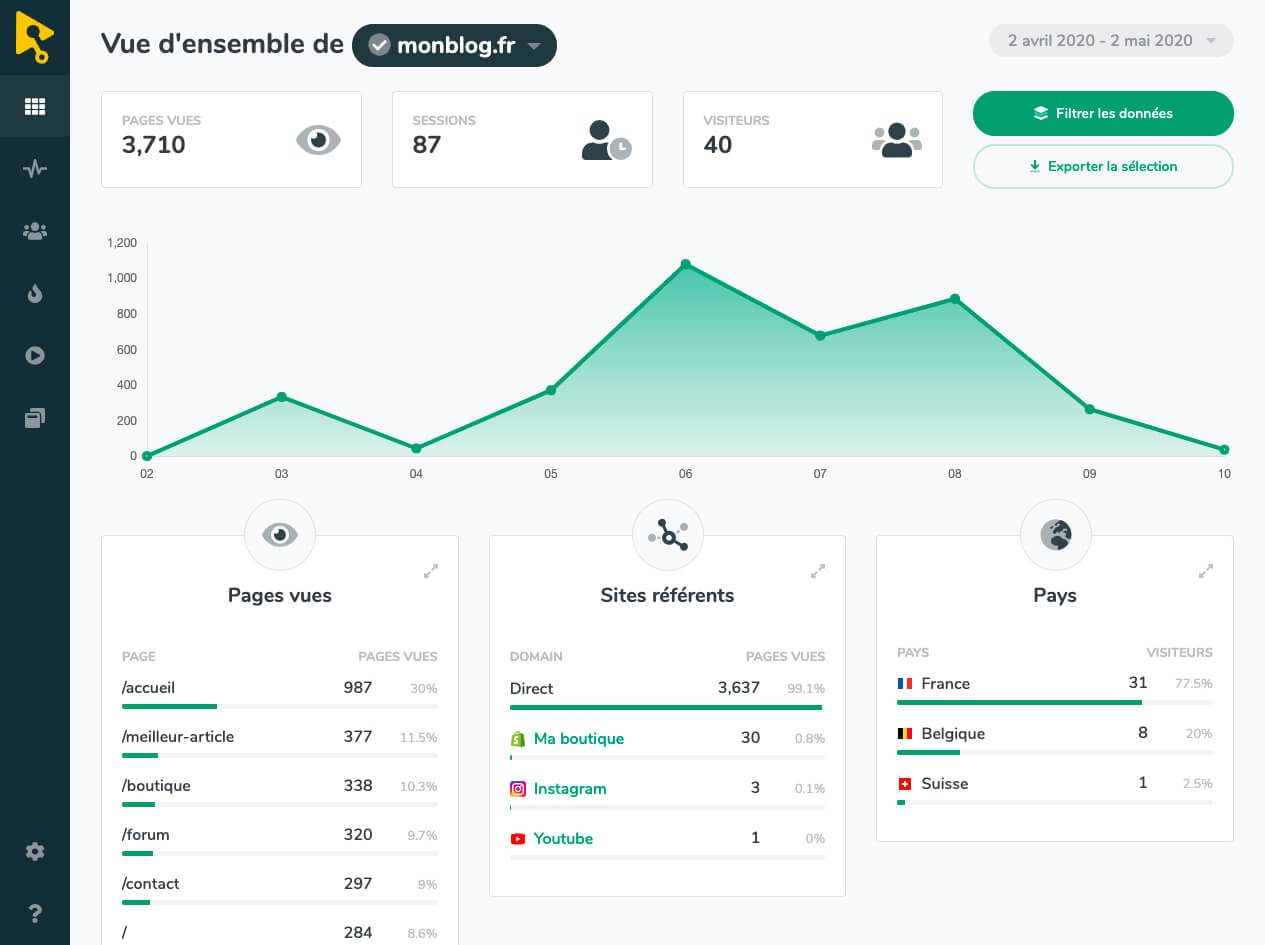 Vue d'ensemble de monblog.fr
2 avril 2020 - 2 mai 2020
PAGES VUES
3,710
SESSIONS
87
VISITEURS
40
Filtrer les données
Exporter la sélection
1,200
1,000
800
600
400
200
0
02 03 04 05 06 07 08 09 10
Pages vues
PAGE PAGES VUES
/accueil 987 30%
/meilleur-article 377 11.5%
/boutique 338 10.3%
/forum 320 9.7%
/contact 297 9%
/ 284 8.6%
Sites référents
DOMAIN PAGES VUES
Direct 3,637 99.1%
Ma boutique 30 0.8%
Instagram 3 0.1%
Youtube 1 0%
Pays
PAYS VISITEURS
France 31 77.5%
Belgique 8 20%
Suisse 1 2.5%
?